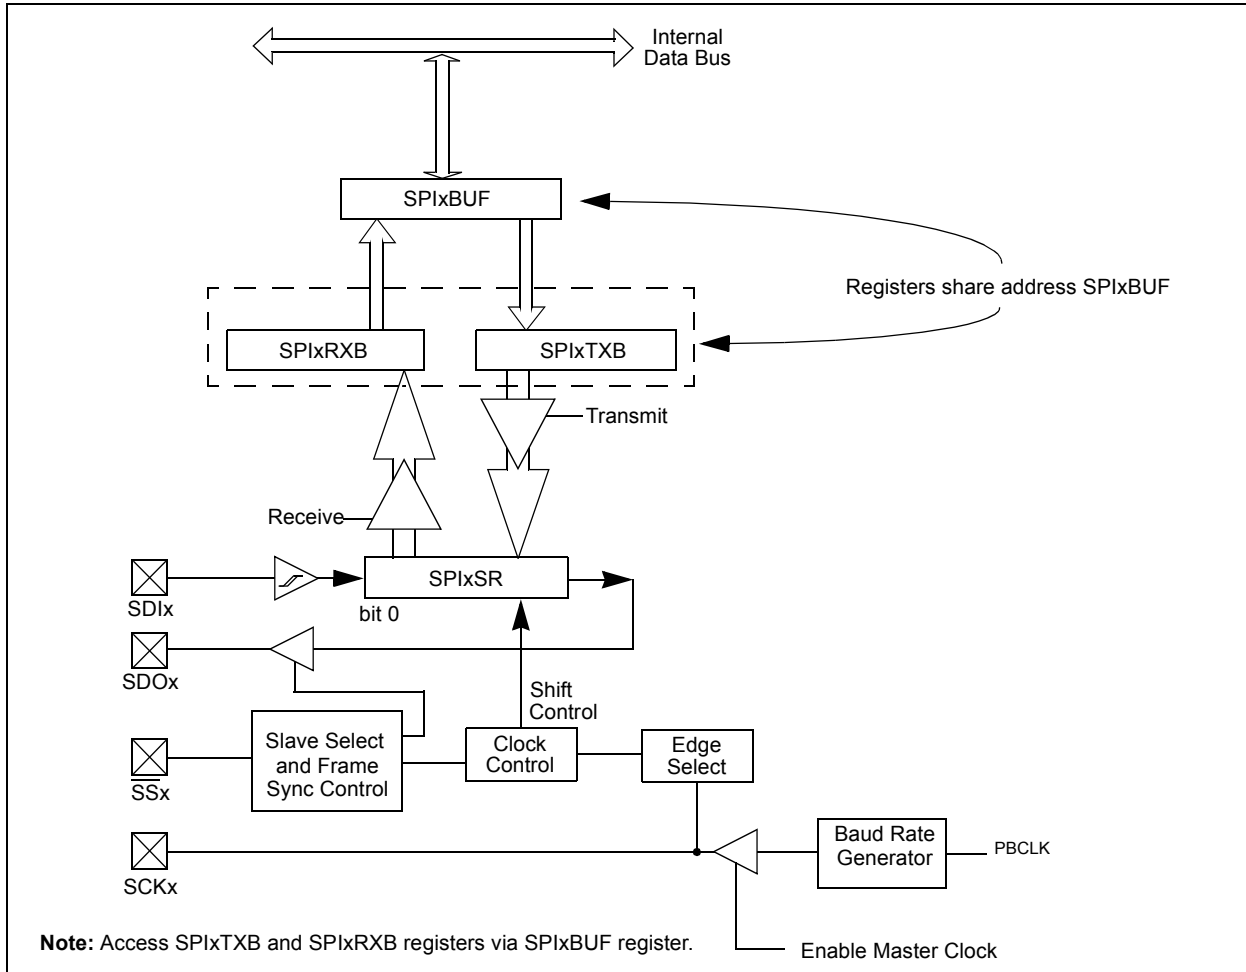 Internal
Data Bus
SPIxBUF
Registers share address SPIxBUF
SPIxRXB
SPIxTXB
Transmit
Receive
SPIxSR
SDIx
bit 0
SDOx
Shift
Control
Slave Select
and Frame
Sync Control
Clock
Control
Edge
Select
SSx
Baud Rate
Generator
PBCLK
SCKx
Note: Access SPIxTXB and SPIxRXB registers via SPIxBUF register.
Enable Master Clock